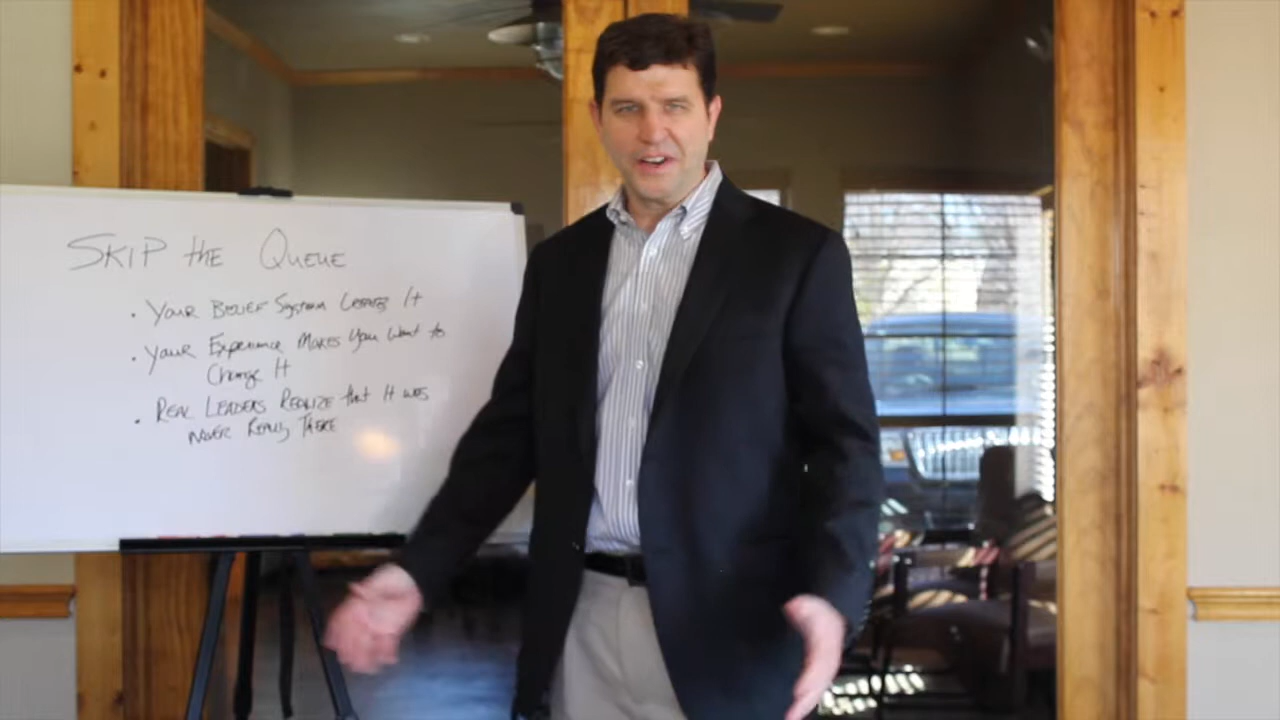 SKIP the QUEUE
• YOUR BELIEF System Creates It
• YOUR Experience Makes You Want to
Change It
• REAL LEADERS REALIZE that It was
NEVER Really THERE